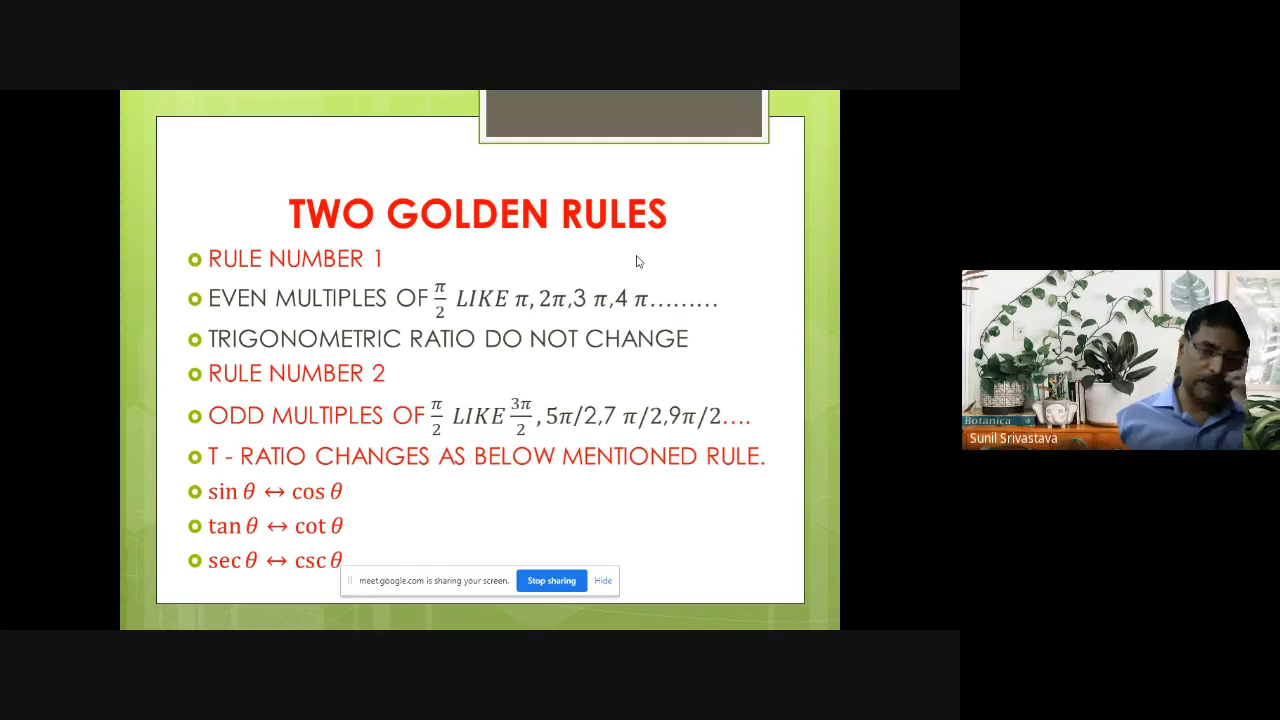 TWO GOLDEN RULES
RULE NUMBER 1
EVEN MULTIPLES OF π/2 LIKE π, 2π,3 π,4 π………
TRIGONOMETRIC RATIO DO NOT CHANGE
RULE NUMBER 2
ODD MULTIPLES OF π/2 LIKE 3π/2 , 5π/2,7 π/2,9π/2….
T - RATIO CHANGES AS BELOW MENTIONED RULE.
sin θ ↔ cos θ
tan θ ↔ cot θ
sec θ ↔ csc θ
meet.google.com is sharing your screen. Stop sharing Hide
Botanica
Sunil Srivastava